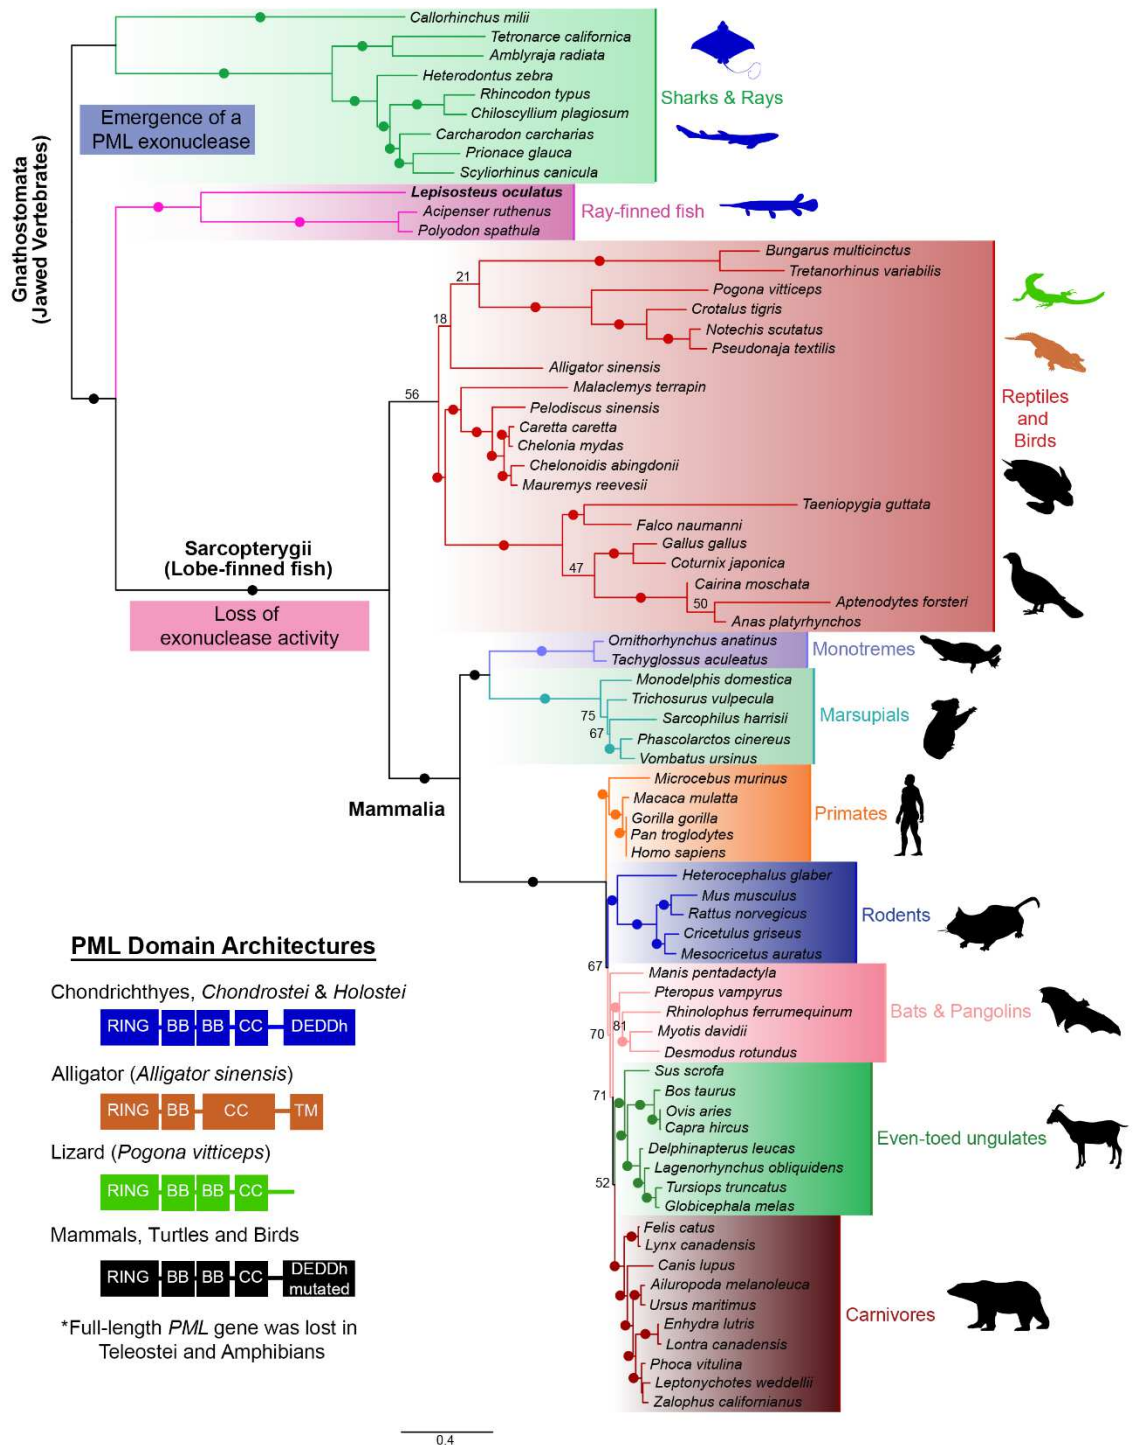 Callorhinchus milii
Tetronarce californica
Amblyraja radiata
Heterodontus zebra
Rhincodon typus
Chiloscyllium plagiosum
Carcharodon carcharias
Prionace glauca
Scyliorhinus canicula
Sharks & Rays
Emergence of a
PML exonuclease
Gnathostomata
(Jawed Vertebrates)
Lepisosteus oculatus
Acipenser ruthenus
Polyodon spathula
Ray-finned fish
Bungarus multicinctus
Tretanorhinus variabilis
21
Pogona vitticeps
Crotalus tigris
18
Notechis scutatus
Pseudonaja textilis
Alligator sinensis
Malaclemys terrapin
56
Pelodiscus sinensis
Caretta caretta
Chelonia mydas
Chelonoidis abingdonii
Mauremys reevesii
Reptiles
and
Birds
Taeniopygia guttata
Falco naumanni
Gallus gallus
Coturnix japonica
47
Cairina moschata
50
Aptenodytes forsteri
Anas platyrhynchos
Sarcopterygii
(Lobe-finned fish)
Loss of
exonuclease activity
Ornithorhynchus anatinus
Tachyglossus aculeatus
Monotremes
Monodelphis domestica
Trichosurus vulpecula
75
Sarcophilus harrisii
67
Phascolarctos cinereus
Vombatus ursinus
Marsupials
Mammalia
Microcebus murinus
Macaca mulatta
Gorilla gorilla
Pan troglodytes
Homo sapiens
Primates
Heterocephalus glaber
Mus musculus
Rattus norvegicus
Cricetulus griseus
Mesocricetus auratus
Rodents
67
Manis pentadactyla
Pteropus vampyrus
Rhinolophus ferrumequinum
81
70
Myotis davidii
Desmodus rotundus
Bats & Pangolins
Sus scrofa
71
Bos taurus
Ovis aries
Capra hircus
Delphinapterus leucas
Lagenorhynchus obliquidens
52
Tursiops truncatus
Globicephala melas
Even-toed ungulates
Felis catus
Lynx canadensis
Canis lupus
Ailuropoda melanoleuca
Ursus maritimus
Enhydra lutris
Lontra canadensis
Phoca vitulina
Leptonychotes weddellii
Zalophus californianus
Carnivores
PML Domain Architectures
Chondrichthyes, Chondrostei & Holostei
RING BB BB CC DEDDh
Alligator (Alligator sinensis)
RING BB CC TM
Lizard (Pogona vitticeps)
RING BB BB CC
Mammals, Turtles and Birds
RING BB BB CC DEDDh
mutated
*Full-length PML gene was lost in
Teleostei and Amphibians
0.4